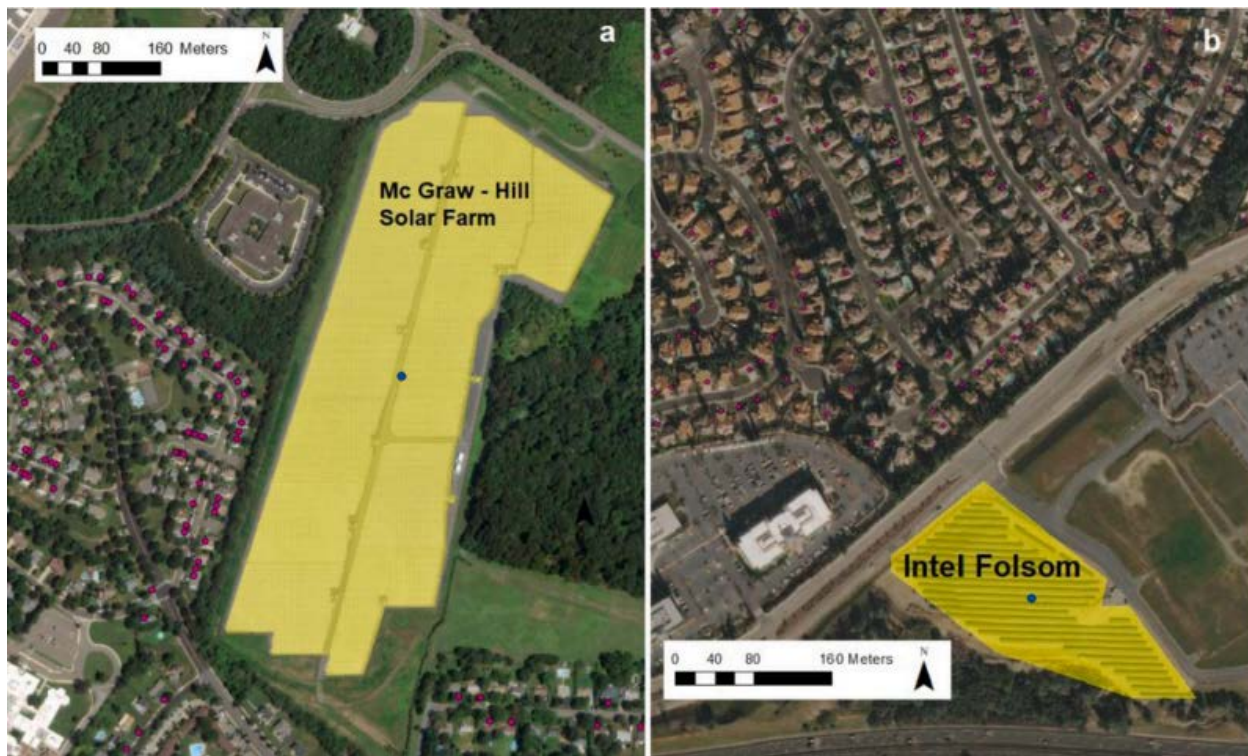 a
0 40 80 160 Meters
N
Mc Graw - Hill
Solar Farm
b
Intel Folsom
0 40 80 160 Meters
N